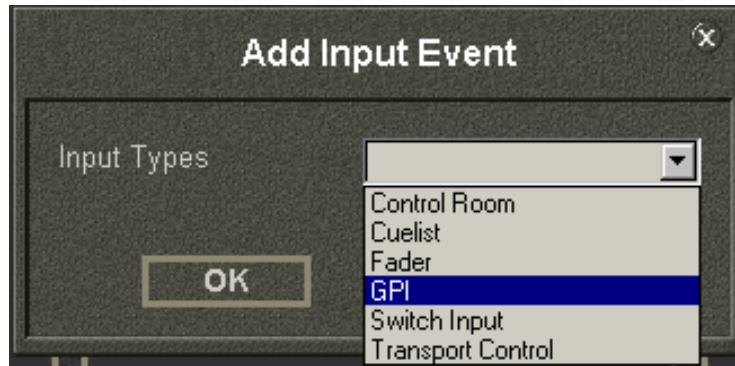 Add Input Event
Input Types
Control Room
Cuelist
Fader
GPI
Switch Input
Transport Control
OK